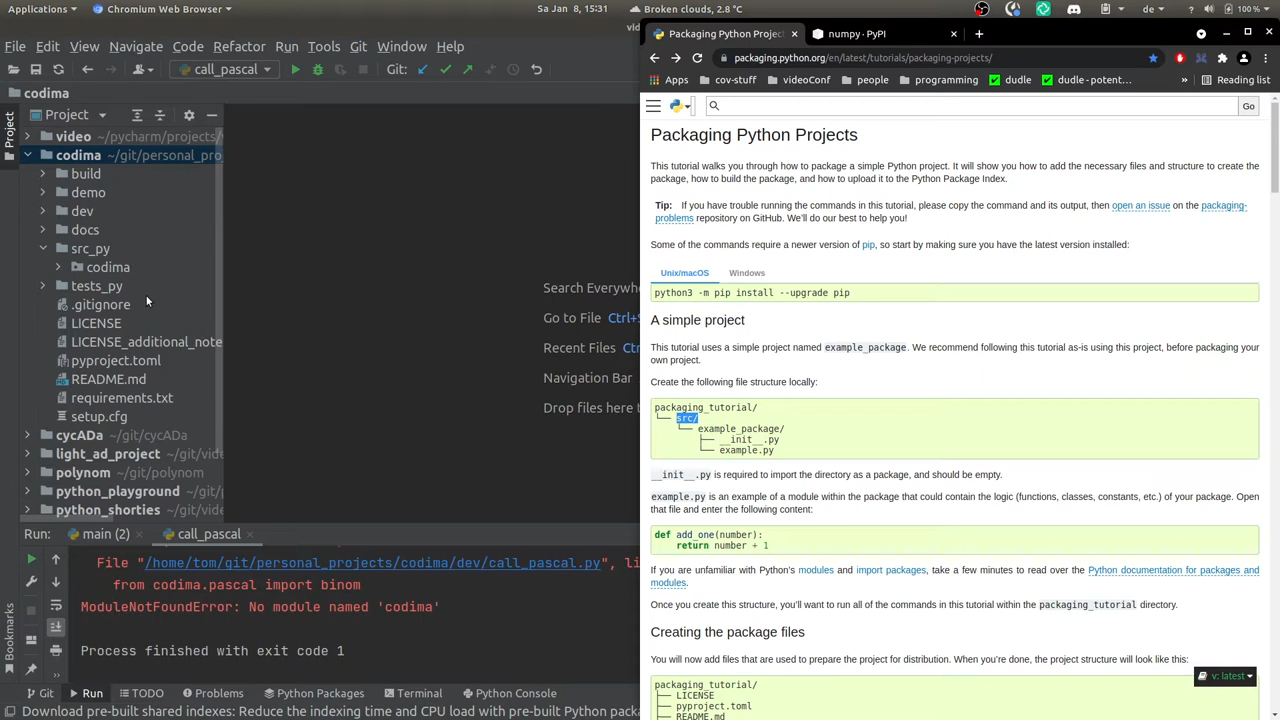 Applications
Places
Sa Jan 8, 15:31
Broken clouds, 2.8 °C
de
100 %
File Edit View Navigate Code Refactor Run Tools Git Window Help
call_pascal
Git:
codima
Project
Project
video ~/pycharm/projects/
codima ~/git/personal_pro
build
demo
dev
docs
src_py
codima
tests_py
.gitignore
LICENSE
LICENSE_additional_note
pyproject.toml
README.md
requirements.txt
setup.cfg
cycADa ~/git/cycADa
ght_ad_project ~/git/vide
polynom ~/git/polynom
python_playground ~/git/p
python_shorties ~/git/vide
Search Everywhe
Go to File Ctrl+S
Recent Files Ctr
Navigation Bar
Drop files here t
Run: main (2) call_pascal
File "/home/tom/git/personal_projects/codima/dev/call_pascal.py", li
from codima.pascal import binom
ModuleNotFoundError: No module named 'codima'
Process finished with exit code 1
Bookmarks
Git Run TODO Problems Python Packages Terminal Python Console
Download pre-built shared indexes: Reduce the indexing time and CPU load with pre-built Python packa
Packaging Python Projec
numpy · PyPI
packaging.python.org/en/latest/tutorials/packaging-projects/
Apps cov-stuff videoConf people programming dudle dudle-potent... » Reading list
Go
Packaging Python Projects
This tutorial walks you through how to package a simple Python project. It will show you how to add the necessary files and structure to create the
package, how to build the package, and how to upload it to the Python Package Index.
Tip: If you have trouble running the commands in this tutorial, please copy the command and its output, then open an issue on the packaging-
problems repository on GitHub. We'll do our best to help you!
Some of the commands require a newer version of pip, so start by making sure you have the latest version installed:
Unix/macOS Windows
python3 -m pip install --upgrade pip
A simple project
This tutorial uses a simple project named example_package. We recommend following this tutorial as-is using this project, before packaging your
own project.
Create the following file structure locally:
packaging_tutorial/
└── src/
└── example_package/
├── __init__.py
└── example.py
__init__.py is required to import the directory as a package, and should be empty.
example.py is an example of a module within the package that could contain the logic (functions, classes, constants, etc.) of your package. Open
that file and enter the following content:
def add_one(number):
return number + 1
If you are unfamiliar with Python's modules and import packages, take a few minutes to read over the Python documentation for packages and
modules.
Once you create this structure, you'll want to run all of the commands in this tutorial within the packaging_tutorial directory.
Creating the package files
You will now add files that are used to prepare the project for distribution. When you're done, the project structure will look like this:
v: latest
packaging_tutorial/
├── LICENSE
├── pyproject.toml
├── README.md